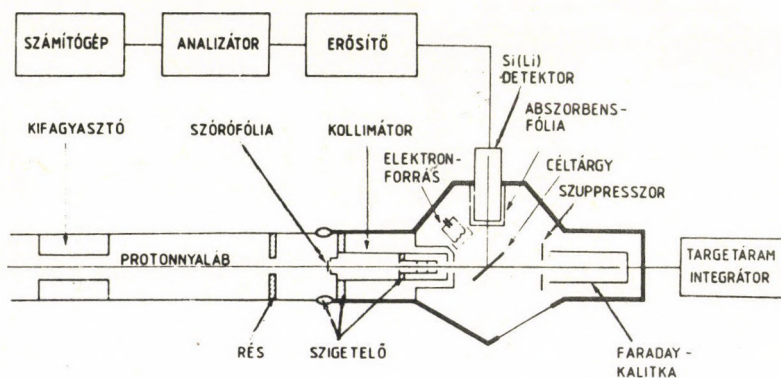 SZÁMÍTÓGÉP
ANALIZÁTOR
ERŐSÍTŐ
Si(Li)
DETEKTOR
ABSZORBENS-
FÓLIA
KIFAGYASZTÓ
SZÓRÓFÓLIA
KOLLIMÁTOR
ELEKTRON-
FORRÁS
CÉLTÁRGY
SZUPPRESSZOR
PROTONNYALÁB
TARGETÁRAM
INTEGRÁTOR
RÉS
SZIGETELŐ
FARADAY-
KALITKA